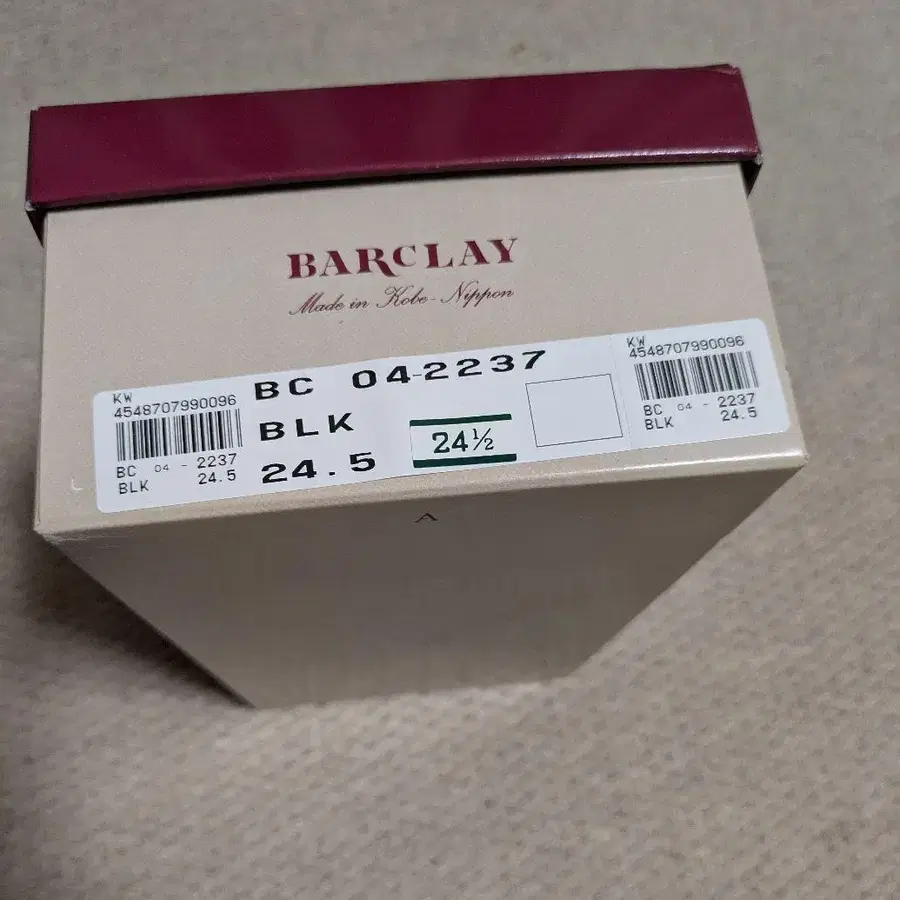 BARCLAY
Made in Kobe - Nippon
KW
4548707990096
BC 04 - 2237
BLK 24.5
BC 04-2237
BLK
24.5
24½
KW
4548707990096
BC 04 - 2237
BLK 24.5
A